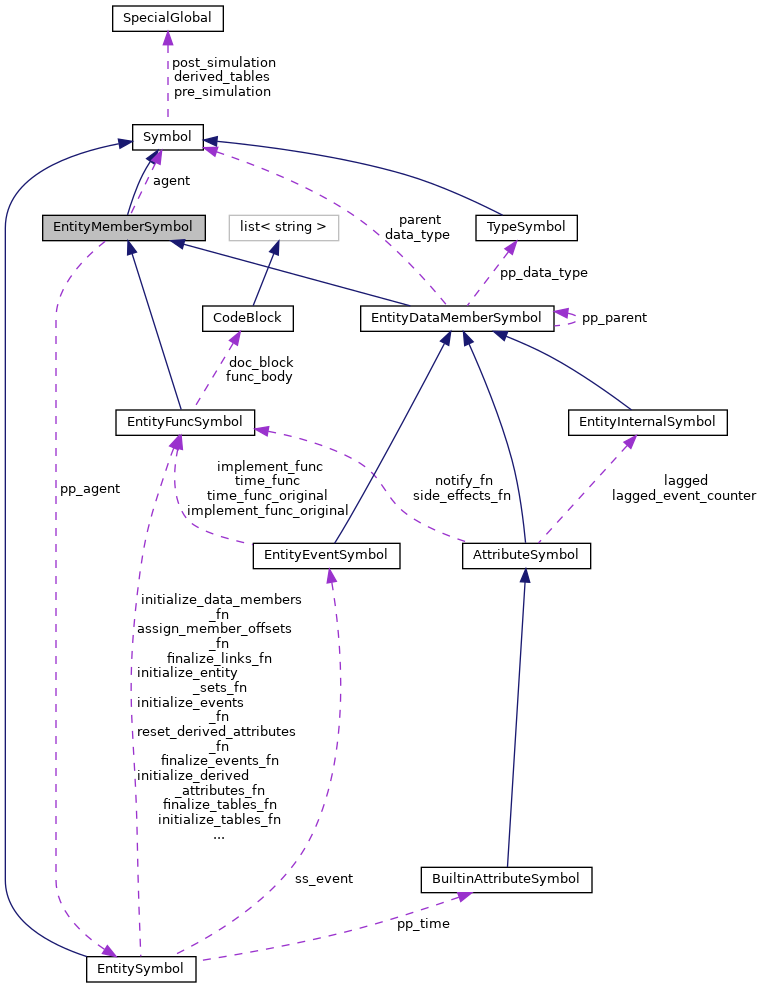 SpecialGlobal
post_simulation
derived_tables
pre_simulation
Symbol
agent
EntityMemberSymbol
list< string >
parent
data_type
TypeSymbol
pp_data_type
CodeBlock
EntityDataMemberSymbol
pp_parent
doc_block
func_body
EntityFuncSymbol
EntityInternalSymbol
pp_agent
implement_func
time_func
time_func_original
implement_func_original
notify_fn
side_effects_fn
lagged
lagged_event_counter
EntityEventSymbol
AttributeSymbol
initialize_data_members
_fn
assign_member_offsets
_fn
finalize_links_fn
initialize_entity
_sets_fn
initialize_events
_fn
reset_derived_attributes
_fn
finalize_events_fn
initialize_derived
_attributes_fn
finalize_tables_fn
initialize_tables_fn
...
ss_event
BuiltinAttributeSymbol
pp_time
EntitySymbol